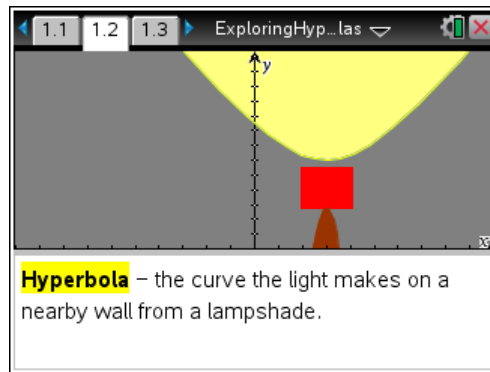 1.1 1.2 1.3 ExploringHyp...las
y
x
Hyperbola – the curve the light makes on a
nearby wall from a lampshade.